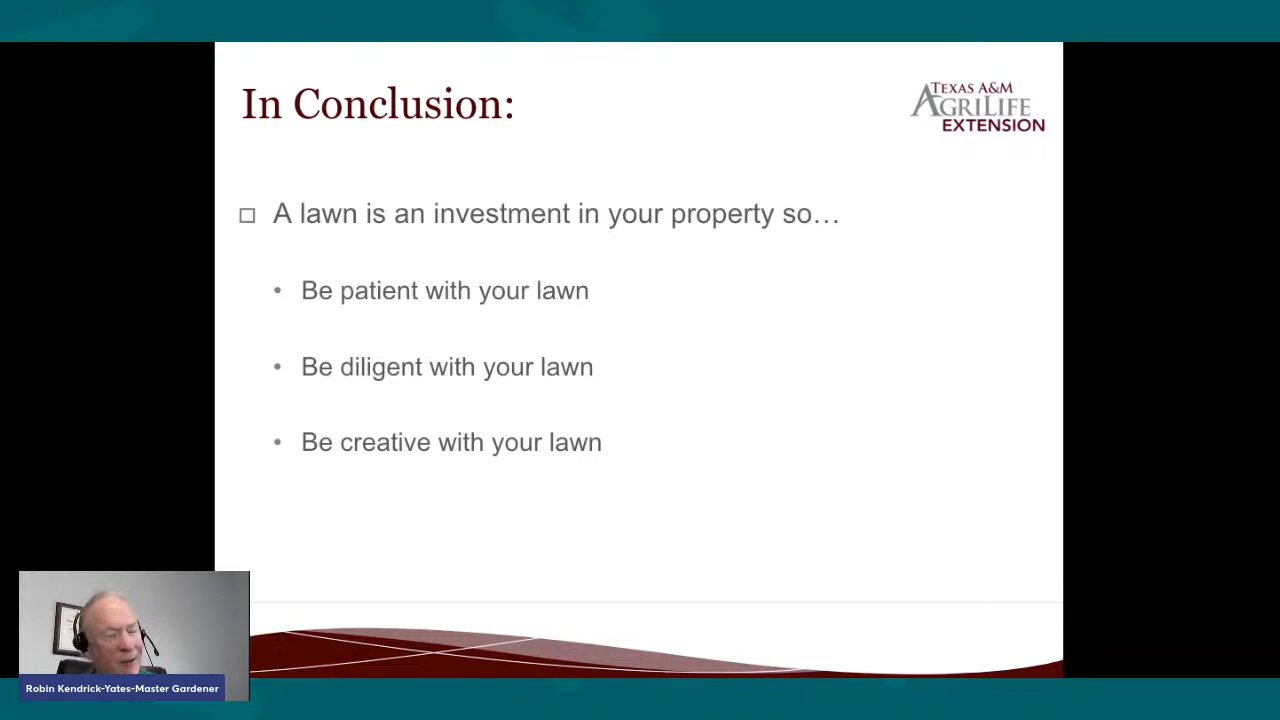 In Conclusion:
TEXAS A&M
AGRILIFE
EXTENSION
□ A lawn is an investment in your property so…
• Be patient with your lawn
• Be diligent with your lawn
• Be creative with your lawn
Robin Kendrick-Yates-Master Gardener